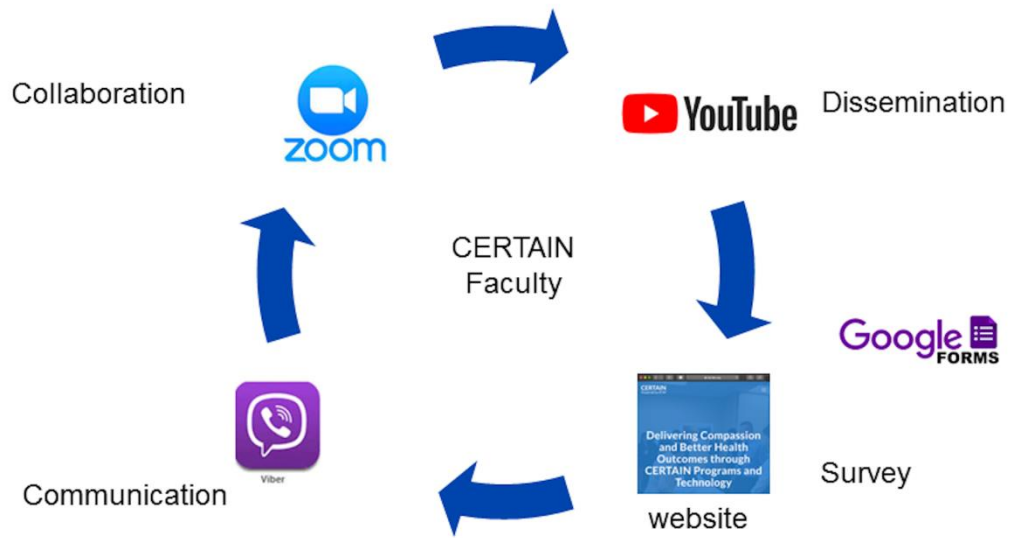 Collaboration
zoom
YouTube
Dissemination
CERTAIN
Faculty
Google
FORMS
CERTAIN
Delivering Compassion
and Better Health
Outcomes through
CERTAIN Programs and
Technology
Viber
Communication
Survey
website